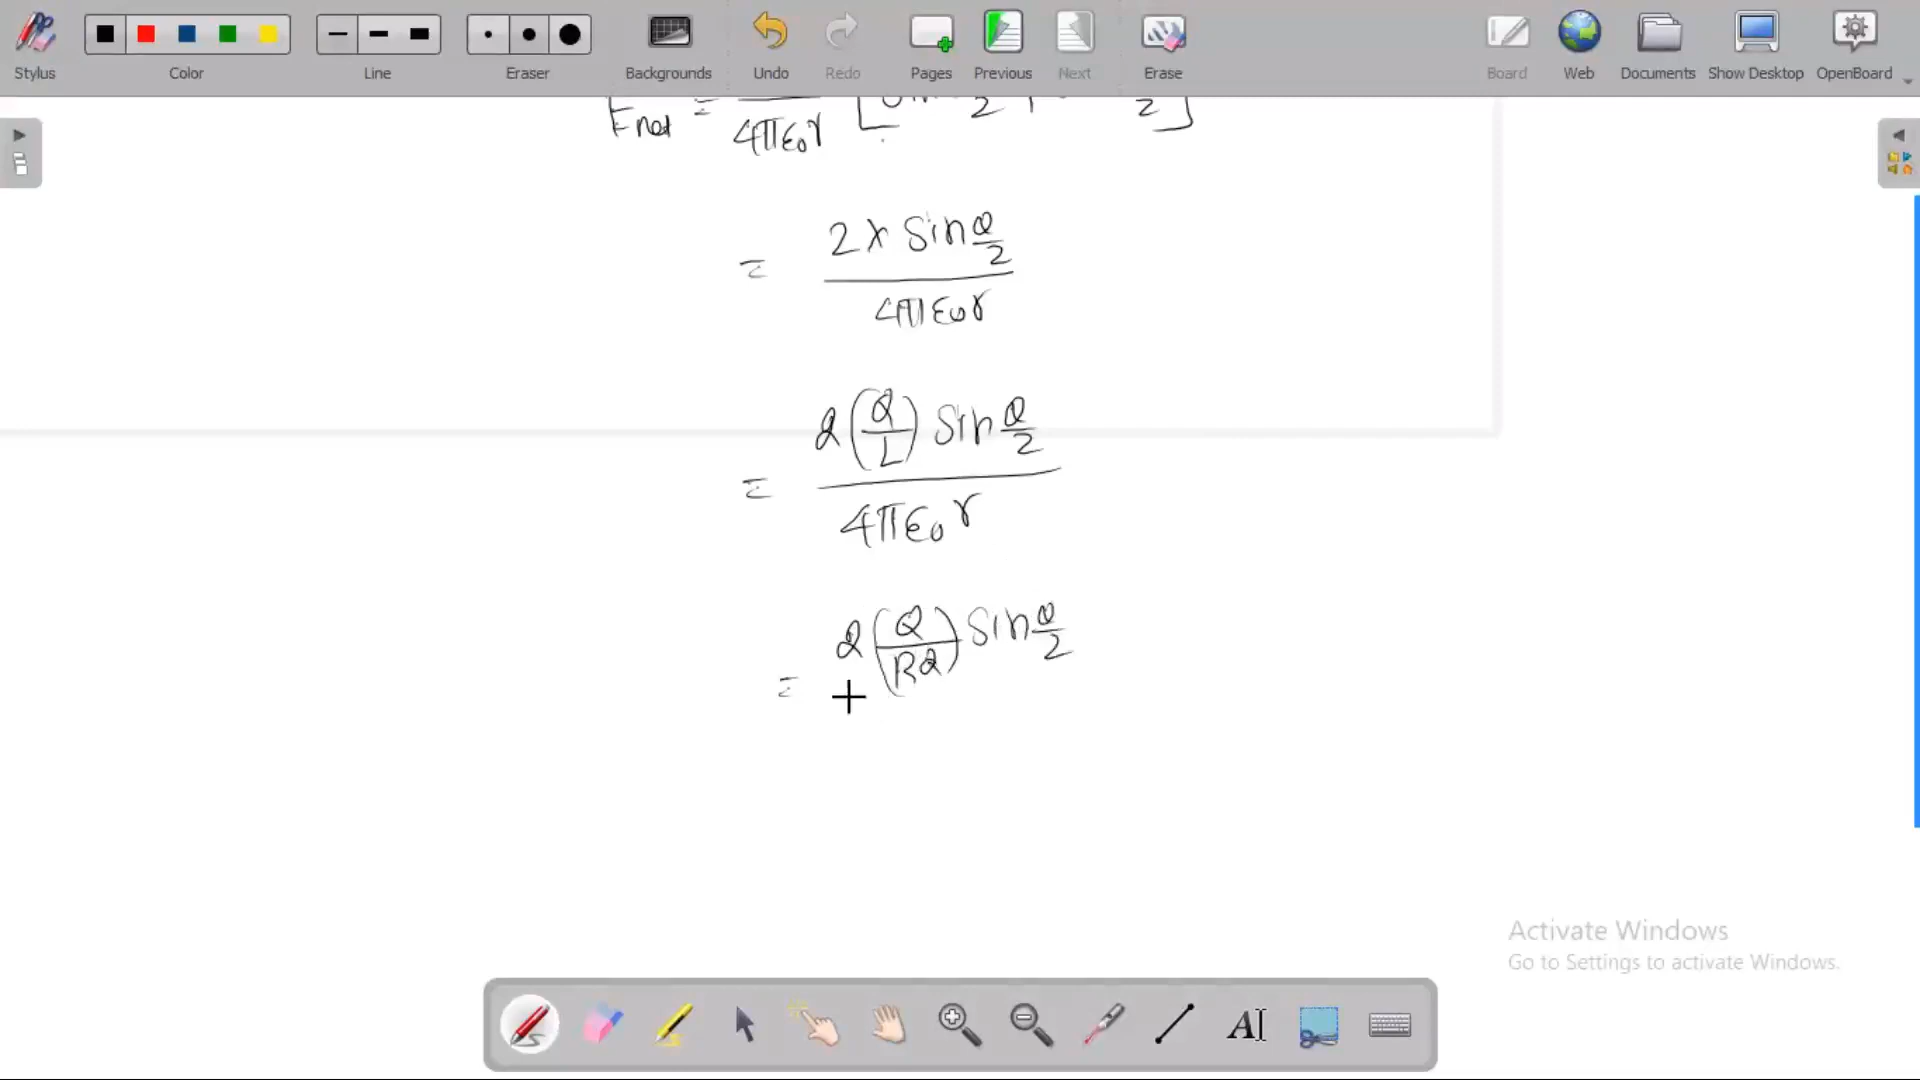 Stylus Color Line Eraser Backgrounds Undo Redo Pages Previous Next Erase Board Web Documents Show Desktop OpenBoard
Enet = 4πε₀r [ 2 + 2 ]
= 2λ sin θ/2 / 4πε₀r
= 2(Q/L) sin θ/2 / 4πε₀r
= 2(Q/Rθ) sin θ/2
Activate Windows
Go to Settings to activate Windows.
AI